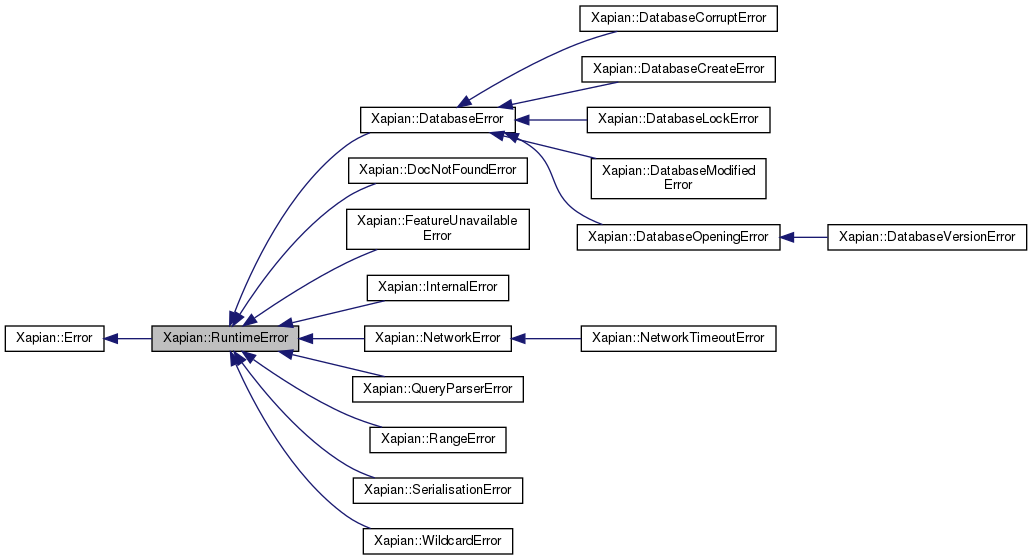 Xapian::DatabaseCorruptError
Xapian::DatabaseCreateError
Xapian::DatabaseError
Xapian::DatabaseLockError
Xapian::DocNotFoundError
Xapian::DatabaseModified
Error
Xapian::FeatureUnavailable
Error
Xapian::DatabaseOpeningError
Xapian::DatabaseVersionError
Xapian::InternalError
Xapian::Error
Xapian::RuntimeError
Xapian::NetworkError
Xapian::NetworkTimeoutError
Xapian::QueryParserError
Xapian::RangeError
Xapian::SerialisationError
Xapian::WildcardError